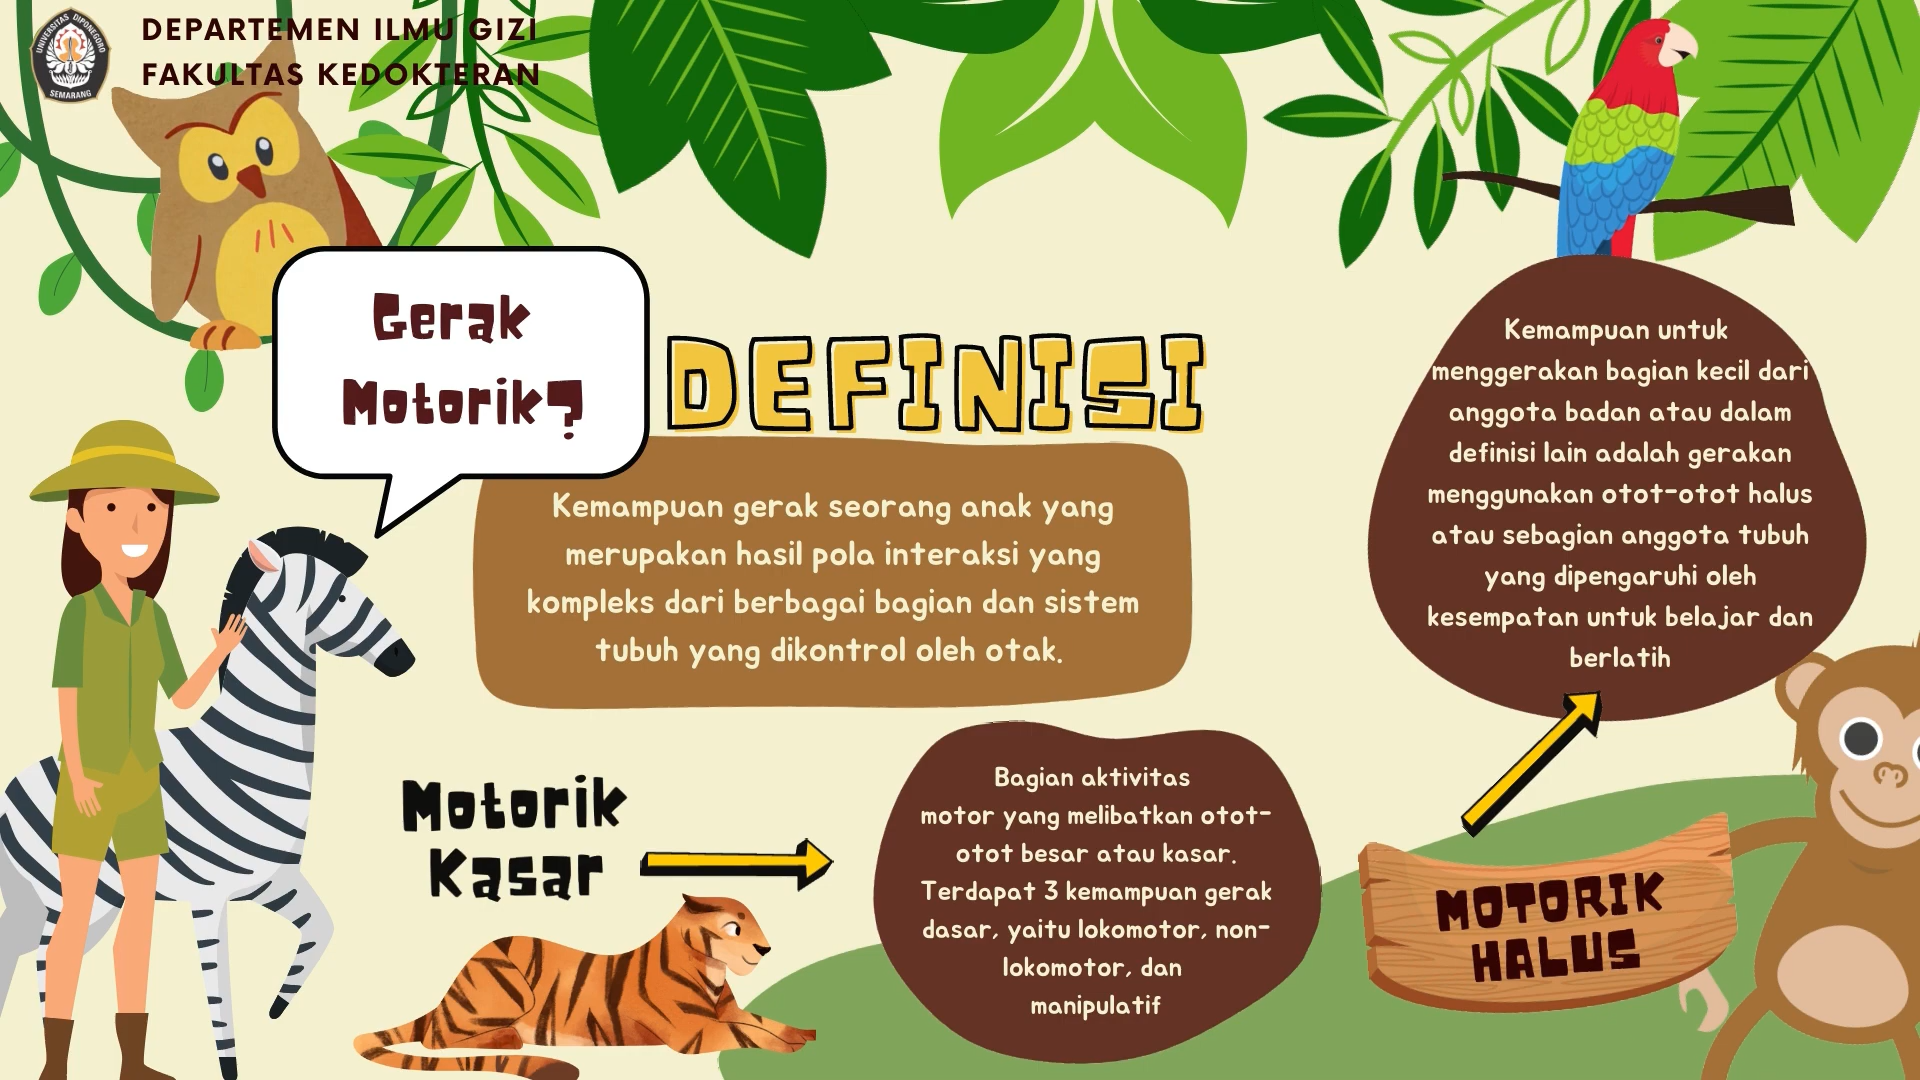 UNIVERSITAS DIPONEGORO
SEMARANG
DEPARTEMEN ILMU GIZI
FAKULTAS KEDOKTERAN
Gerak
Motorik?
DEFINISI
Kemampuan gerak seorang anak yang
merupakan hasil pola interaksi yang
kompleks dari berbagai bagian dan sistem
tubuh yang dikontrol oleh otak.
Motorik
Kasar
Bagian aktivitas
motor yang melibatkan otot-
otot besar atau kasar.
Terdapat 3 kemampuan gerak
dasar, yaitu lokomotor, non-
lokomotor, dan
manipulatif
Kemampuan untuk
menggerakan bagian kecil dari
anggota badan atau dalam
definisi lain adalah gerakan
menggunakan otot-otot halus
atau sebagian anggota tubuh
yang dipengaruhi oleh
kesempatan untuk belajar dan
berlatih
MOTORIK
HALUS